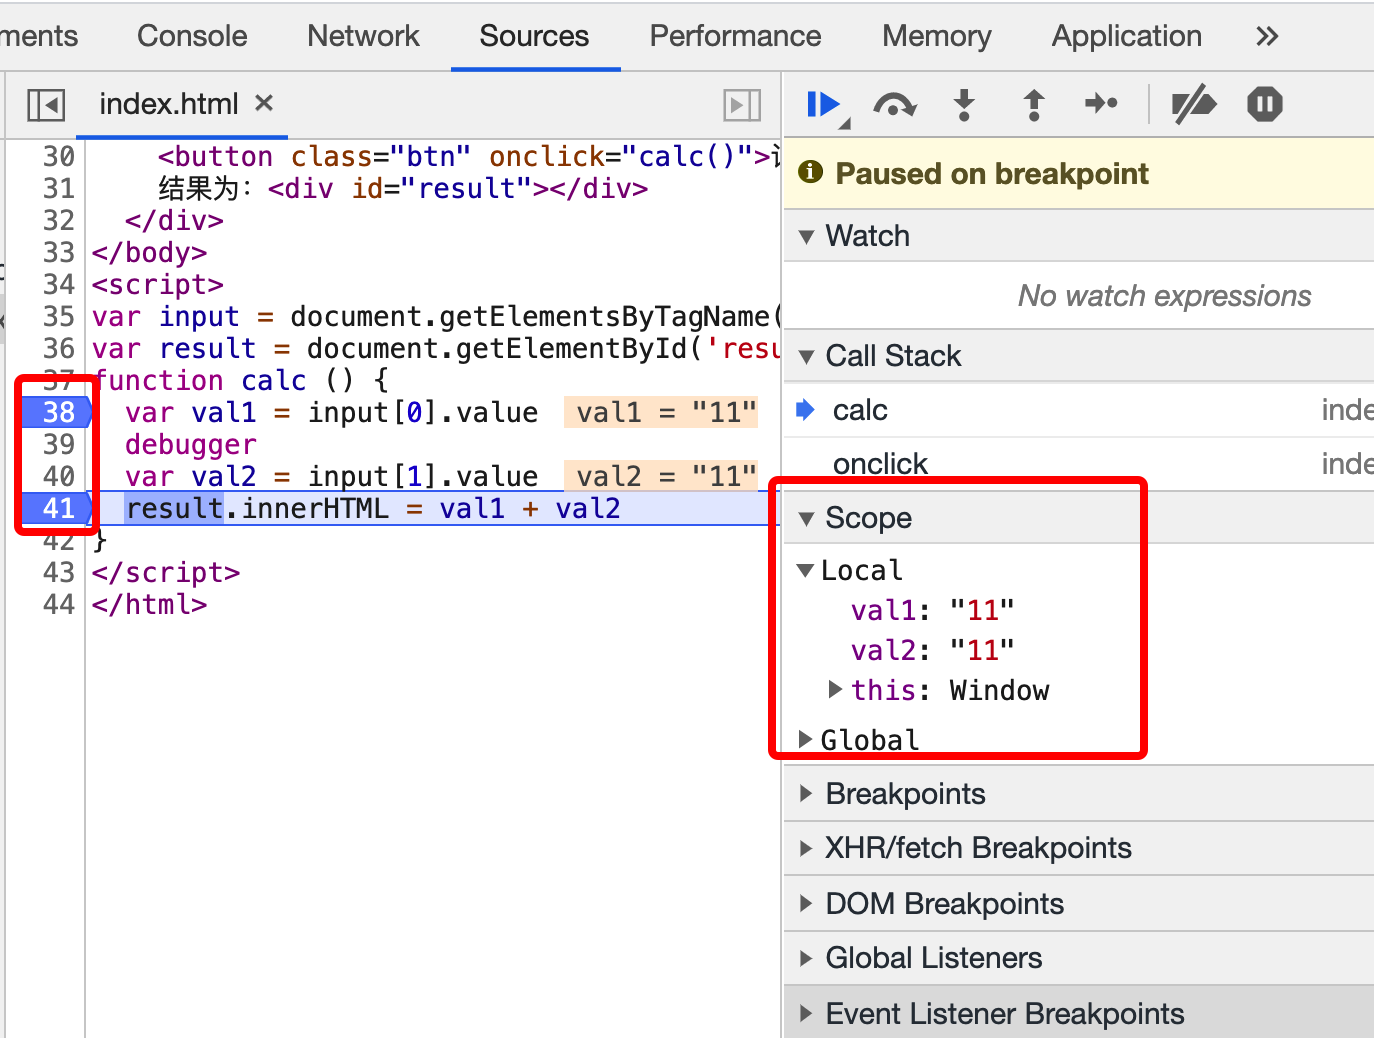 ments Console Network Sources Performance Memory Application
index.html
30 <button class="btn" onclick="calc()">
31 结果为：<div id="result"></div>
32 </div>
33 </body>
34 <script>
35 var input = document.getElementsByTagName(
36 var result = document.getElementById('resu
37 function calc () {
38 var val1 = input[0].value val1 = "11"
39 debugger
40 var val2 = input[1].value val2 = "11"
41 result.innerHTML = val1 + val2
42 }
43 </script>
44 </html>
Paused on breakpoint
Watch
No watch expressions
Call Stack
calc inde
onclick inde
Scope
Local
val1: "11"
val2: "11"
this: Window
Global
Breakpoints
XHR/fetch Breakpoints
DOM Breakpoints
Global Listeners
Event Listener Breakpoints